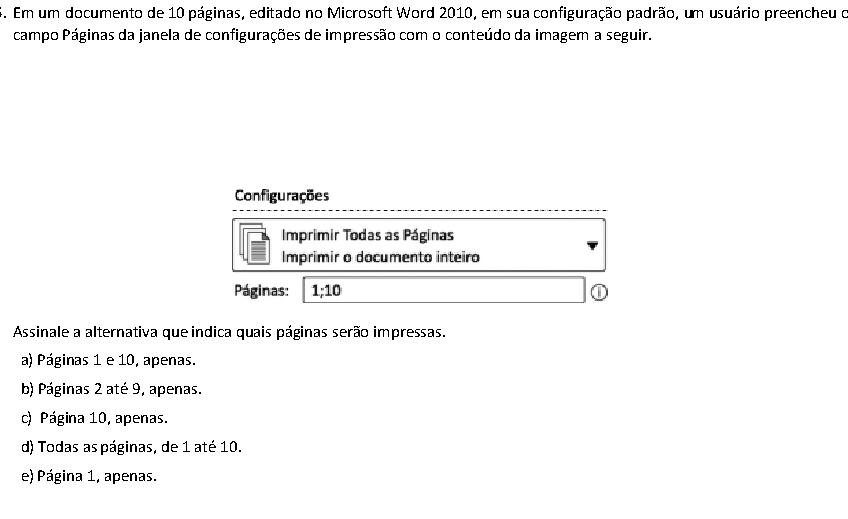 . Em um documento de 10 páginas, editado no Microsoft Word 2010, em sua configuração padrão, um usuário preencheu
campo Páginas da janela de configurações de impressão com o conteúdo da imagem a seguir.
Configurações
Imprimir Todas as Páginas
Imprimir o documento inteiro
Páginas: 1;10
Assinale a alternativa que indica quais páginas serão impressas.
a) Páginas 1 e 10, apenas.
b) Páginas 2 até 9, apenas.
c) Página 10, apenas.
d) Todas as páginas, de 1 até 10.
e) Página 1, apenas.